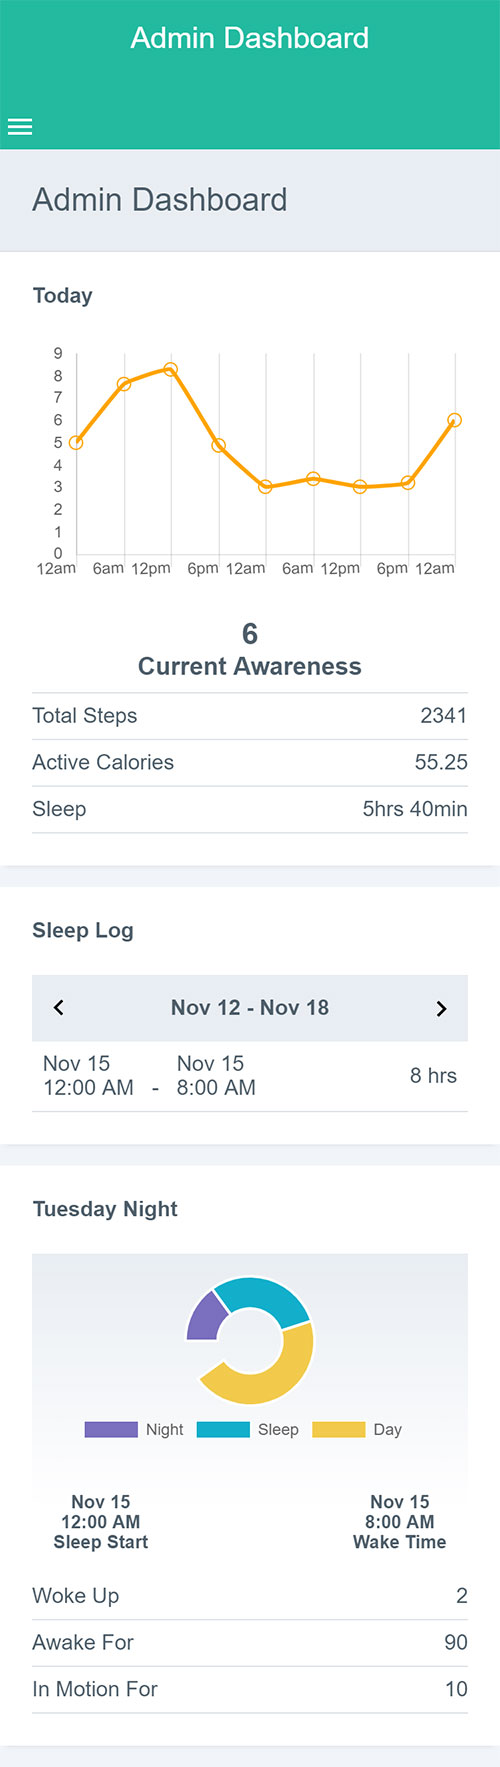 Admin Dashboard
Admin Dashboard
Today
9
8
7
6
5
4
3
2
1
0
12am 6am 12pm 6pm 12am 6am 12pm 6pm 12am
6
Current Awareness
Total Steps 2341
Active Calories 55.25
Sleep 5hrs 40min
Sleep Log
Nov 12 - Nov 18
Nov 15 Nov 15
12:00 AM - 8:00 AM
8 hrs
Tuesday Night
Night Sleep Day
Nov 15
12:00 AM
Sleep Start
Nov 15
8:00 AM
Wake Time
Woke Up 2
Awake For 90
In Motion For 10